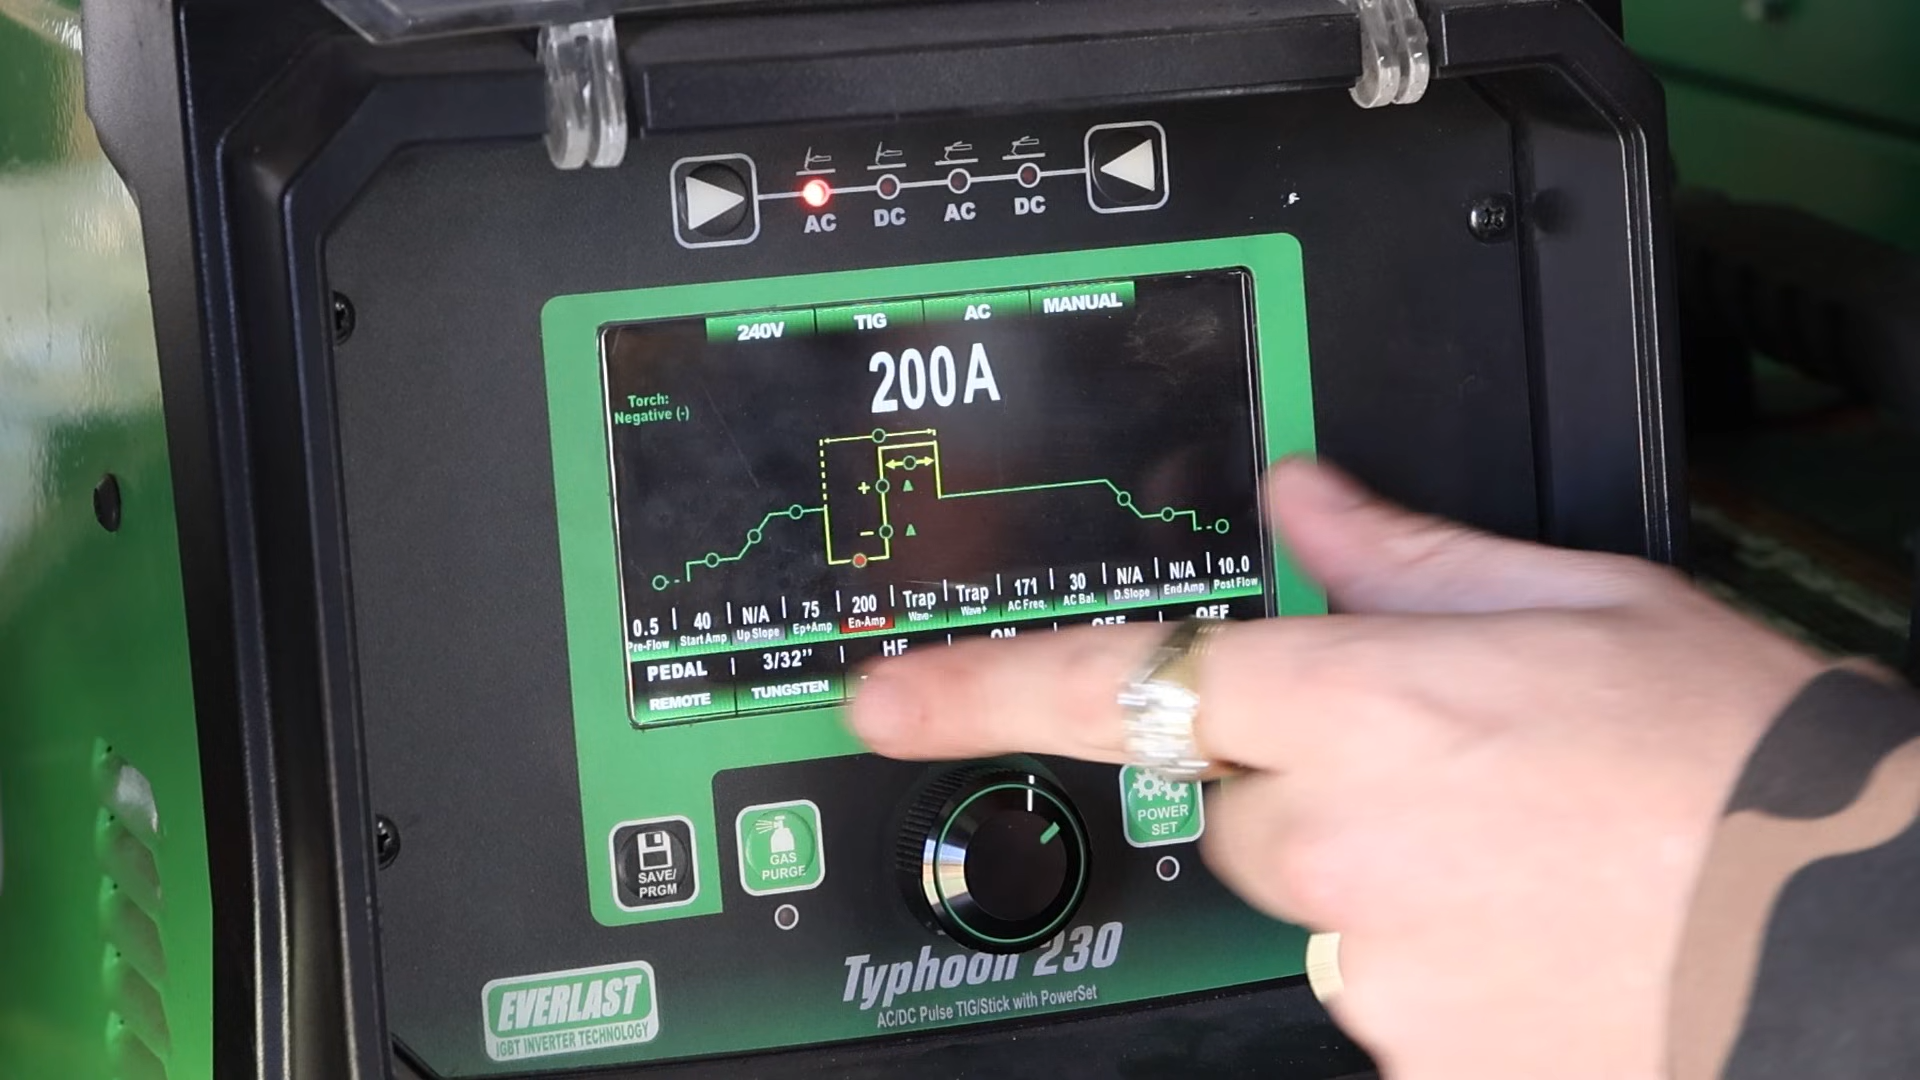 AC DC AC DC
240V TIG AC MANUAL
200A
Torch:
Negative (-)
+
−
0.5 40 N/A 75 200 Trap Trap 171 30 N/A N/A 10.0
Pre-Flow Start Amp Up Slope Ep+Amp En-Amp Wave- Wave+ AC Freq. AC Bal. D.Slope End Amp Post Flow
PEDAL 3/32” HF ON OFF OFF
REMOTE TUNGSTEN
SAVE/
PRGM
GAS
PURGE
POWER
SET
Typhoon 230
AC/DC Pulse TIG/Stick with PowerSet
EVERLAST
IGBT INVERTER TECHNOLOGY